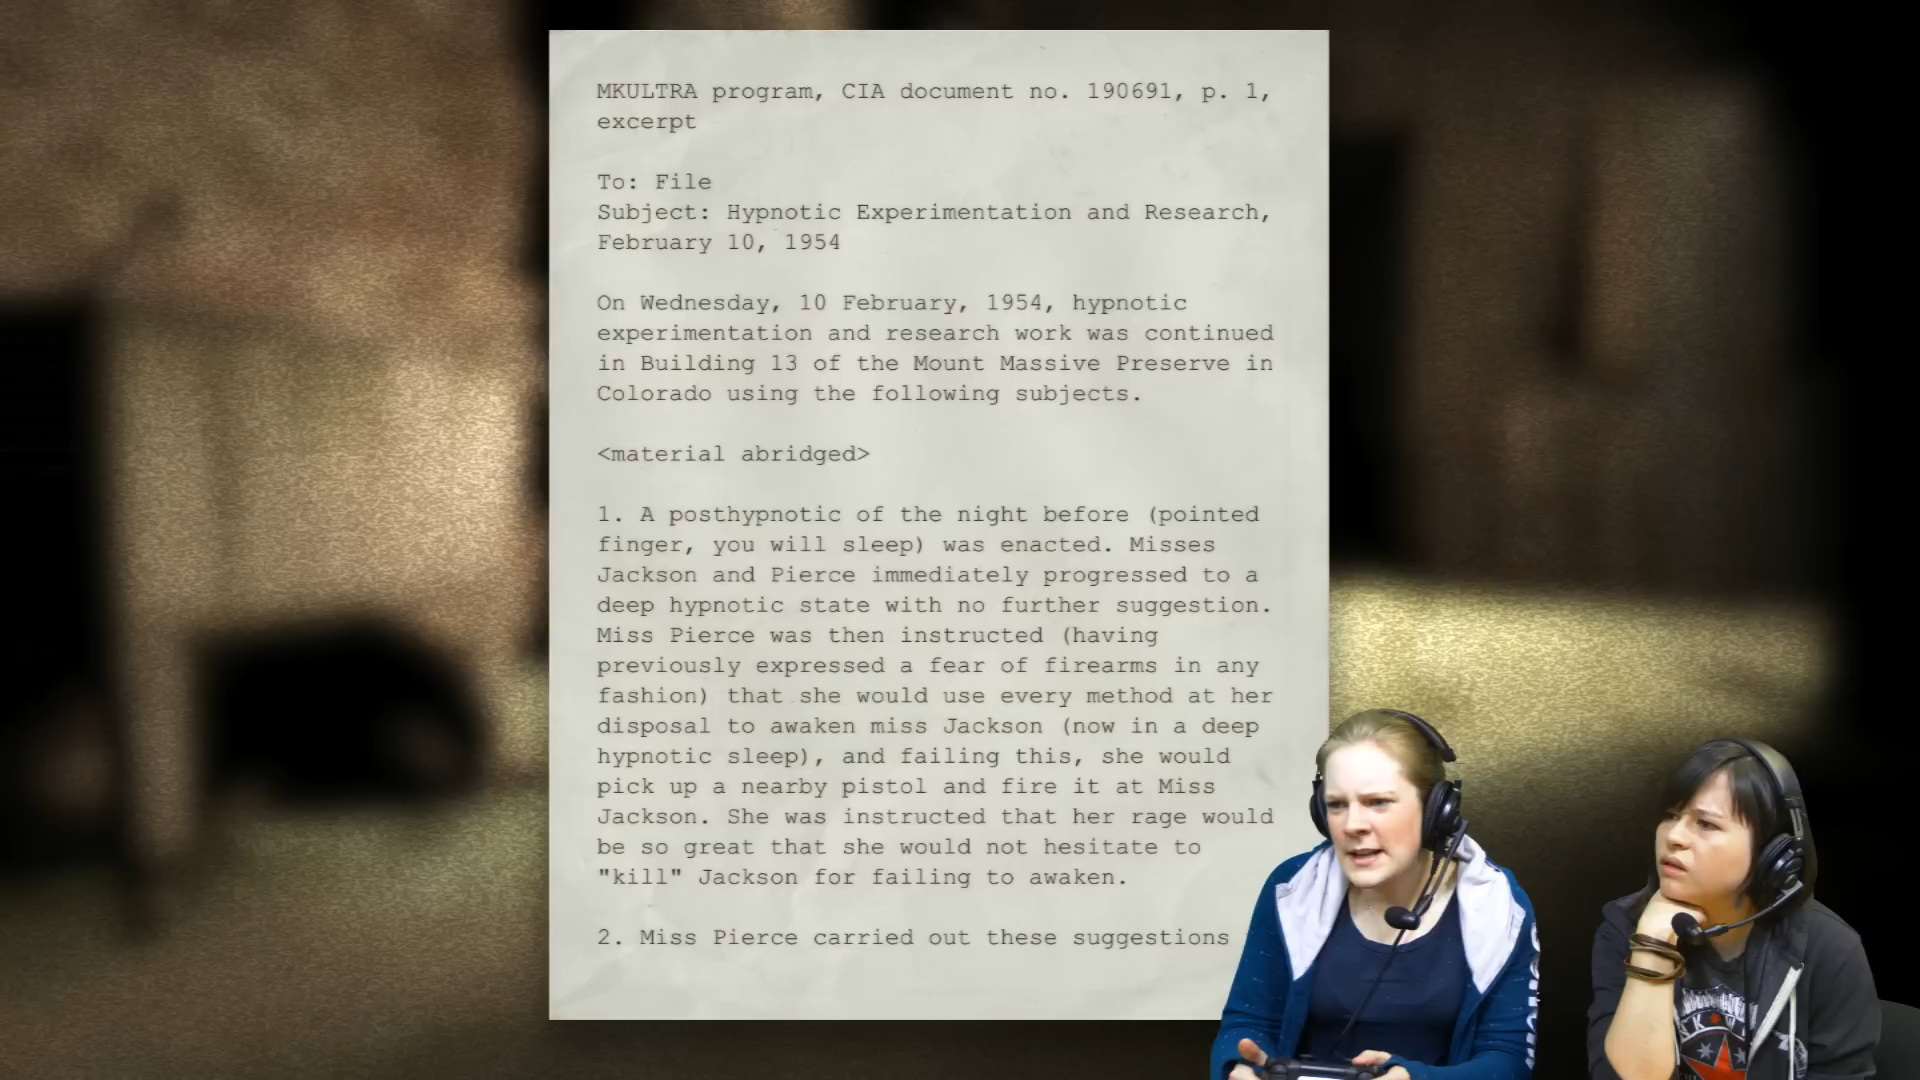 MKULTRA program, CIA document no. 190691, p. 1,
excerpt
To: File
Subject: Hypnotic Experimentation and Research,
February 10, 1954
On Wednesday, 10 February, 1954, hypnotic
experimentation and research work was continued
in Building 13 of the Mount Massive Preserve in
Colorado using the following subjects.
<material abridged>
1. A posthypnotic of the night before (pointed
finger, you will sleep) was enacted. Misses
Jackson and Pierce immediately progressed to a
deep hypnotic state with no further suggestion.
Miss Pierce was then instructed (having
previously expressed a fear of firearms in any
fashion) that she would use every method at her
disposal to awaken miss Jackson (now in a deep
hypnotic sleep), and failing this, she would
pick up a nearby pistol and fire it at Miss
Jackson. She was instructed that her rage would
be so great that she would not hesitate to
"kill" Jackson for failing to awaken.
2. Miss Pierce carried out these suggestions